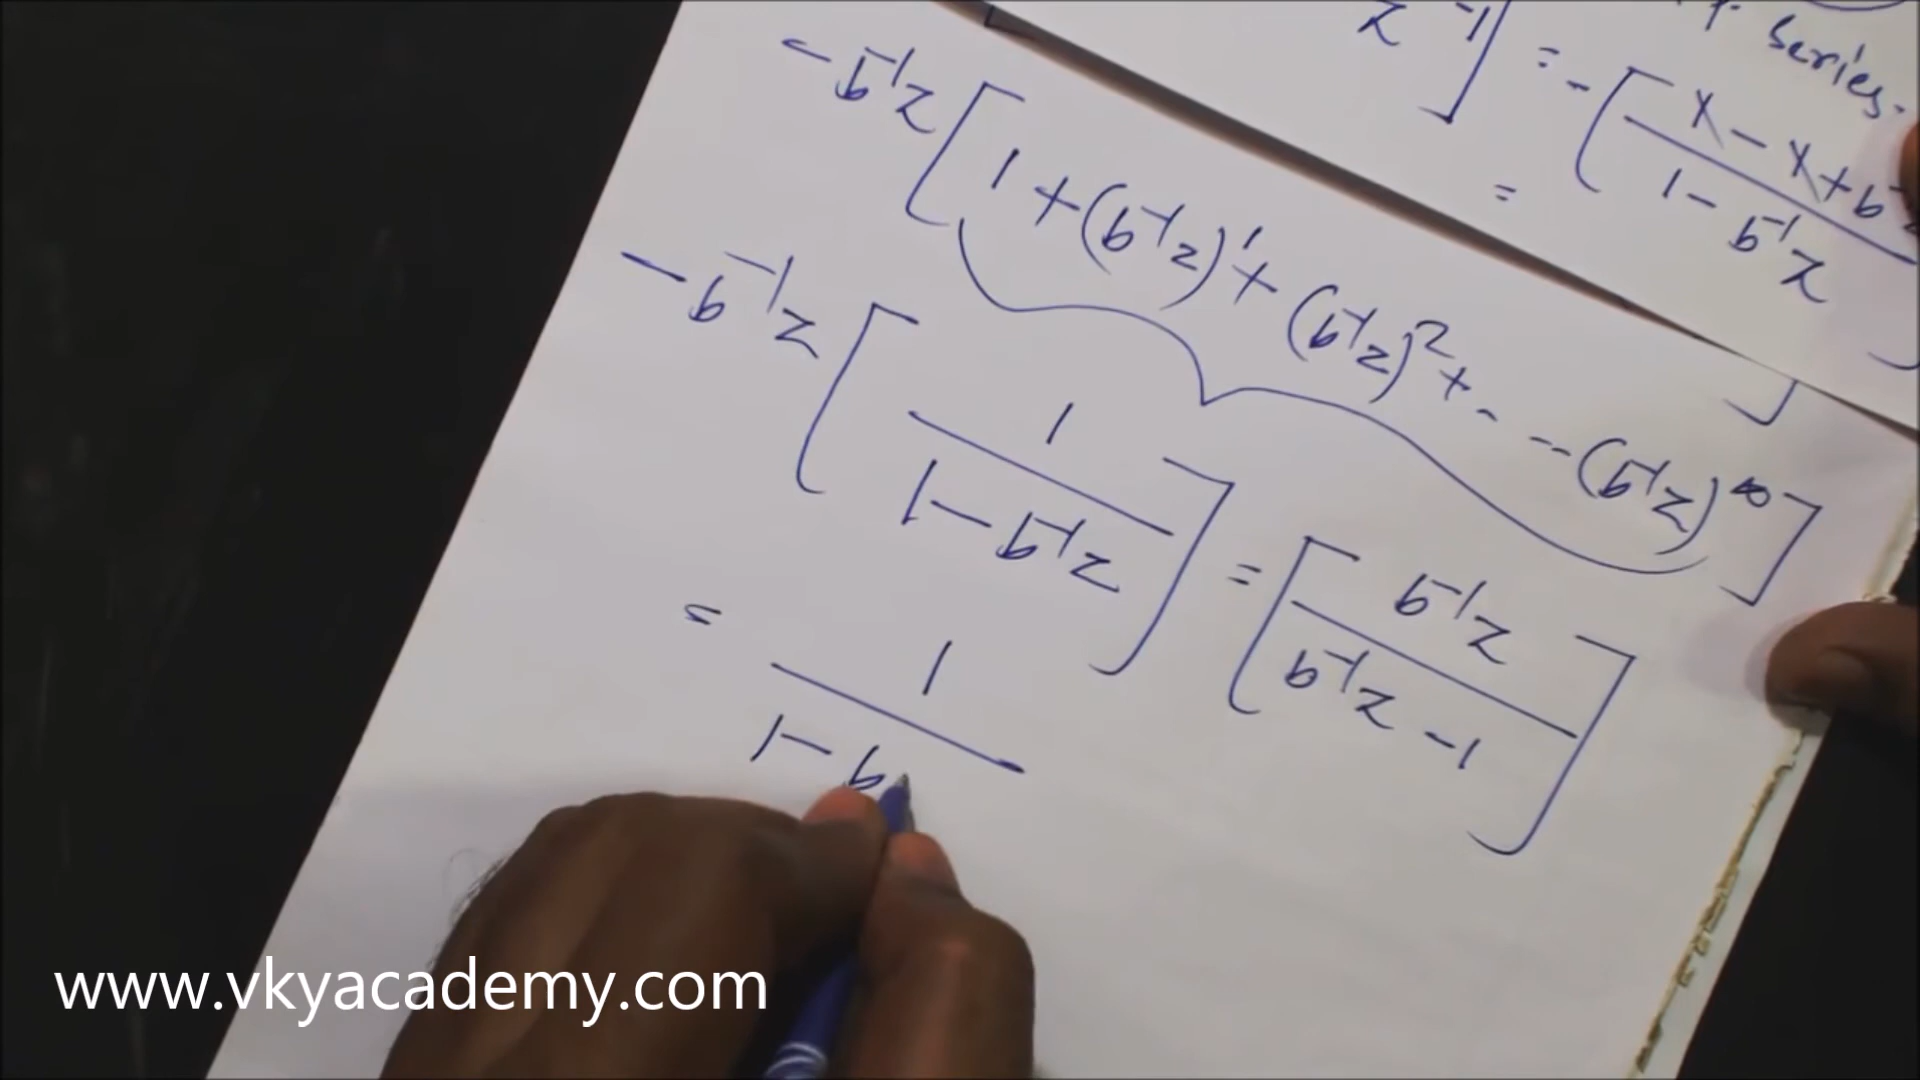 z⁻¹ ] = - [ x - x + b⁻¹z / 1 - b⁻¹z ]
series.
=
-b⁻¹z [ 1 + (b⁻¹z)¹ + (b⁻¹z)² + - - - (b⁻¹z)^∞ ]
-b⁻¹z [ 1 / 1 - b⁻¹z ] = [ b⁻¹z / b⁻¹z - 1 ]
= 1 / 1 - b
www.vkyacademy.com